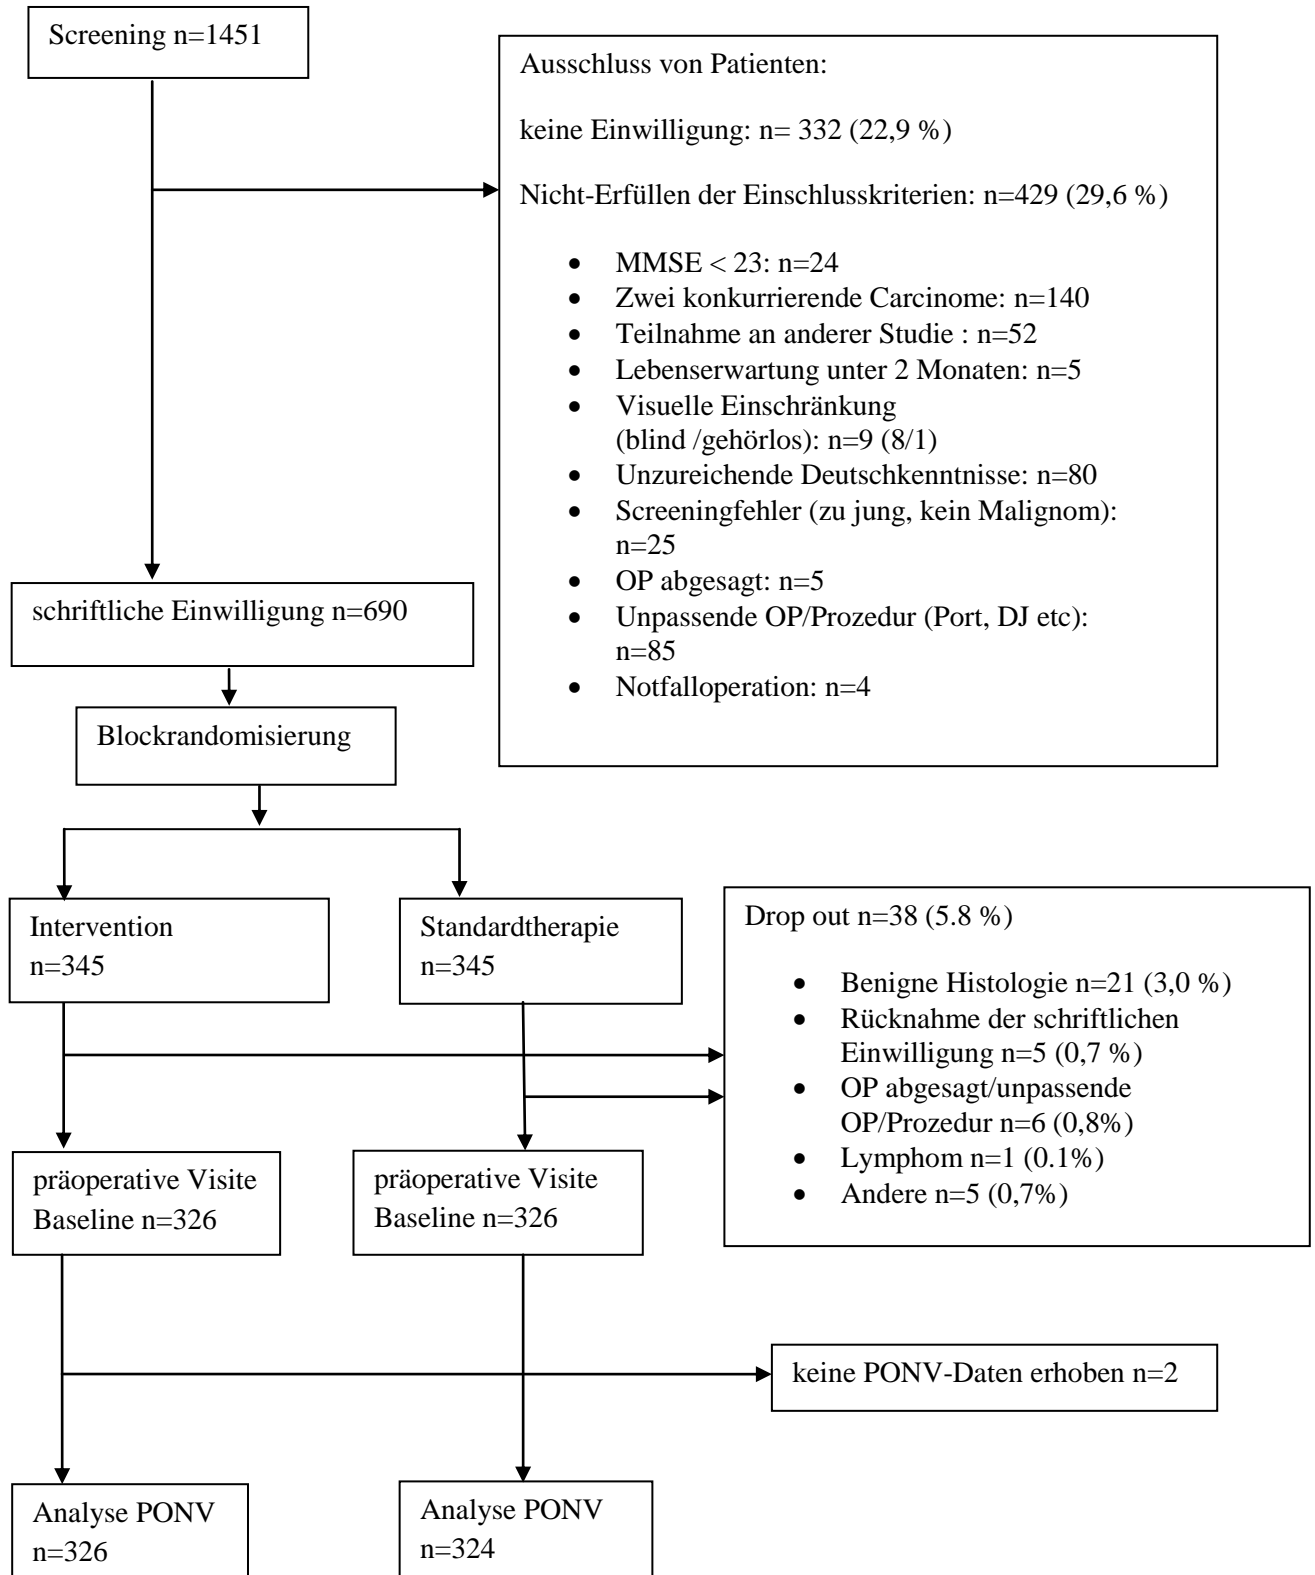 Screening n=1451
Ausschluss von Patienten:
keine Einwilligung: n= 332 (22,9 %)
Nicht-Erfüllen der Einschlusskriterien: n=429 (29,6 %)
• MMSE < 23: n=24
• Zwei konkurrierende Carcinome: n=140
• Teilnahme an anderer Studie : n=52
• Lebenserwartung unter 2 Monaten: n=5
• Visuelle Einschränkung
(blind /gehörlos): n=9 (8/1)
• Unzureichende Deutschkenntnisse: n=80
• Screeningfehler (zu jung, kein Malignom):
n=25
• OP abgesagt: n=5
• Unpassende OP/Prozedur (Port, DJ etc):
n=85
• Notfalloperation: n=4
schriftliche Einwilligung n=690
Blockrandomisierung
Intervention
n=345
Standardtherapie
n=345
Drop out n=38 (5.8 %)
• Benigne Histologie n=21 (3,0 %)
• Rücknahme der schriftlichen
Einwilligung n=5 (0,7 %)
• OP abgesagt/unpassende
OP/Prozedur n=6 (0,8%)
• Lymphom n=1 (0.1%)
• Andere n=5 (0,7%)
präoperative Visite
Baseline n=326
präoperative Visite
Baseline n=326
keine PONV-Daten erhoben n=2
Analyse PONV
n=326
Analyse PONV
n=324